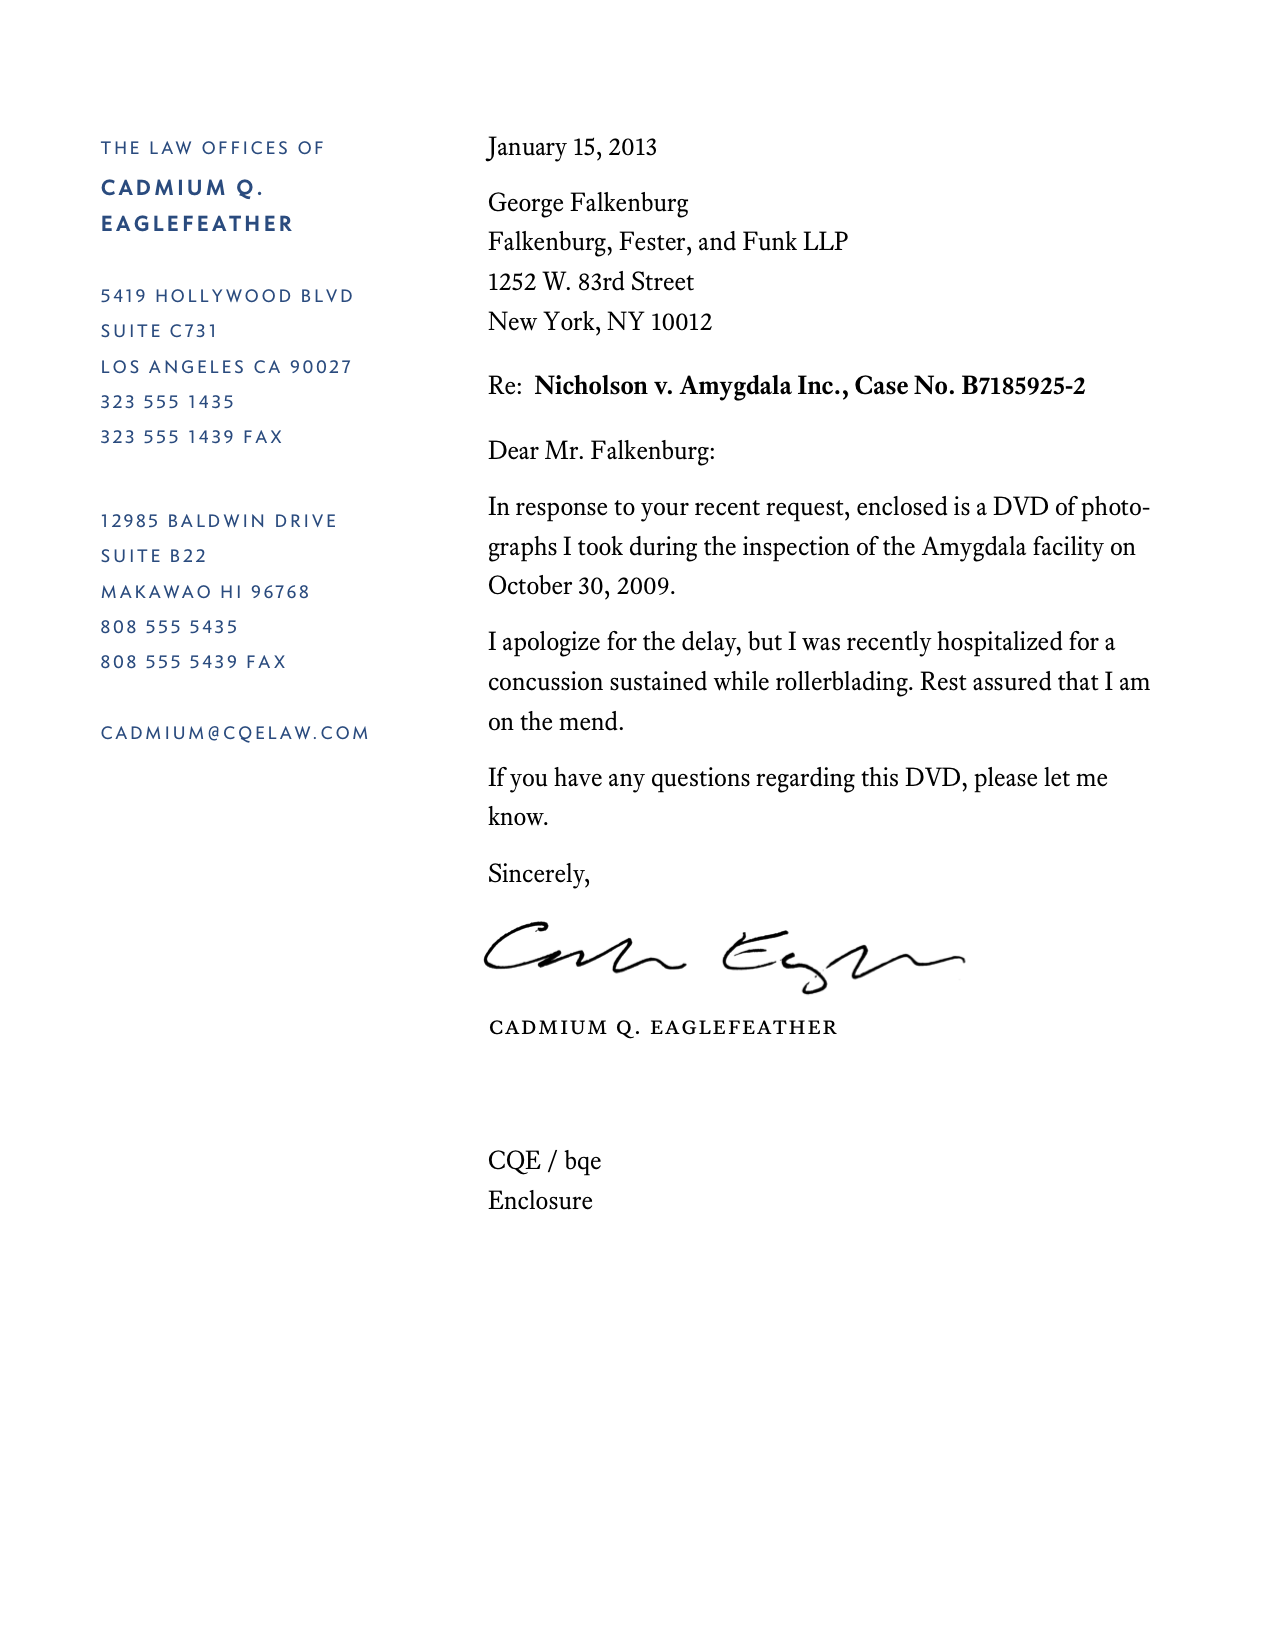 THE LAW OFFICES OF
CADMIUM Q.
EAGLEFEATHER
5419 HOLLYWOOD BLVD
SUITE C731
LOS ANGELES CA 90027
323 555 1435
323 555 1439 FAX
12985 BALDWIN DRIVE
SUITE B22
MAKAWAO HI 96768
808 555 5435
808 555 5439 FAX
CADMIUM@CQELAW.COM
January 15, 2013
George Falkenburg
Falkenburg, Fester, and Funk LLP
1252 W. 83rd Street
New York, NY 10012
Re: Nicholson v. Amygdala Inc., Case No. B7185925-2
Dear Mr. Falkenburg:
In response to your recent request, enclosed is a DVD of photo-
graphs I took during the inspection of the Amygdala facility on
October 30, 2009.
I apologize for the delay, but I was recently hospitalized for a
concussion sustained while rollerblading. Rest assured that I am
on the mend.
If you have any questions regarding this DVD, please let me
know.
Sincerely,
CADMIUM Q. EAGLEFEATHER
CQE / bqe
Enclosure